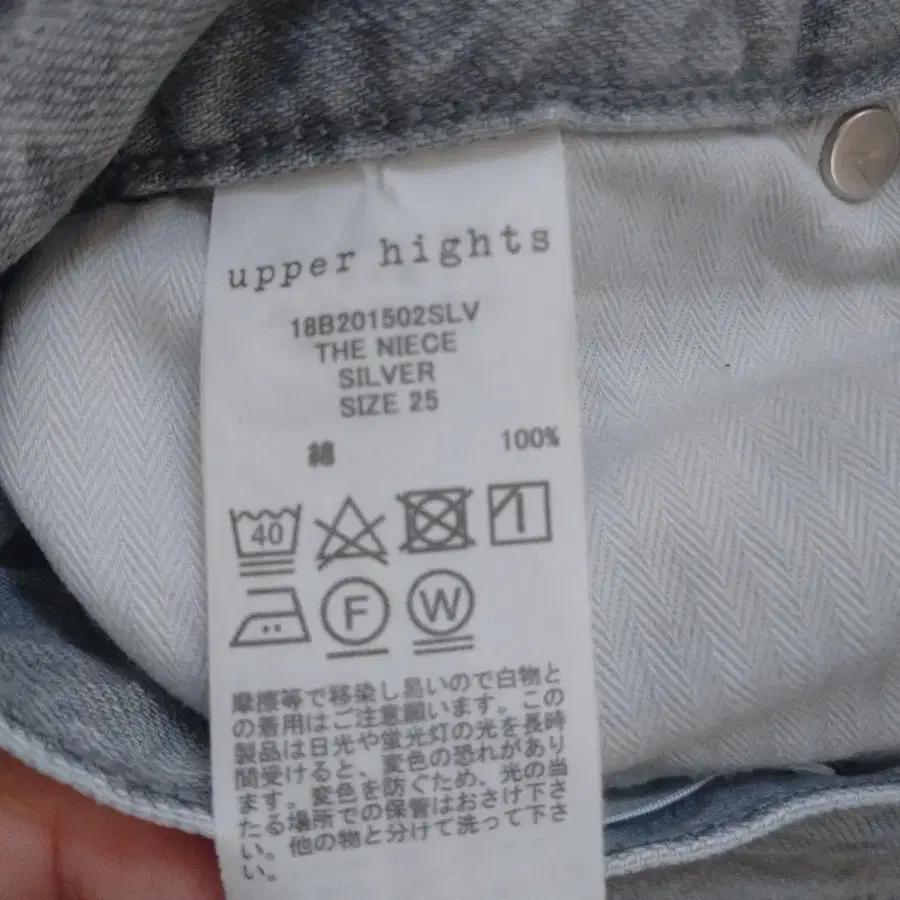 upper hights
18B201502SLV
THE NIECE
SILVER
SIZE 25
綿 100%
40
F W
摩擦等で移染し易いので白物と
の着用はご注意願います。この
製品は日光や蛍光灯の光を長時
間受けると、変色の恐れがあり
ます。変色を防ぐため、光の当
たる場所での保管はおさけ下さ
い。他の物と分けて洗って下さ
い。